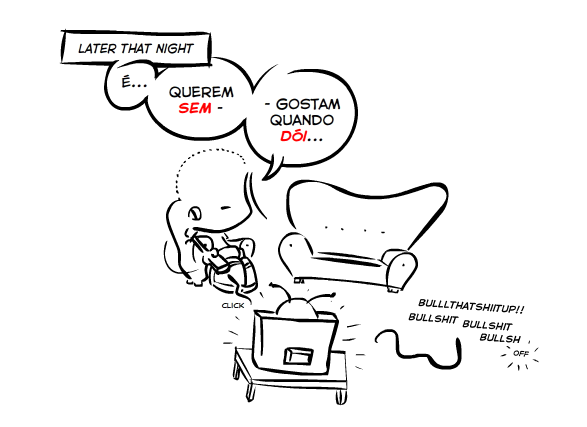 LATER THAT NIGHT
É...
QUEREM
SEM -
- GOSTAM
QUANDO
DÓI...
CLICK
BULLLTHATSHIITUP!!
BULLSHIT BULLSHIT
BULLSH
OFF